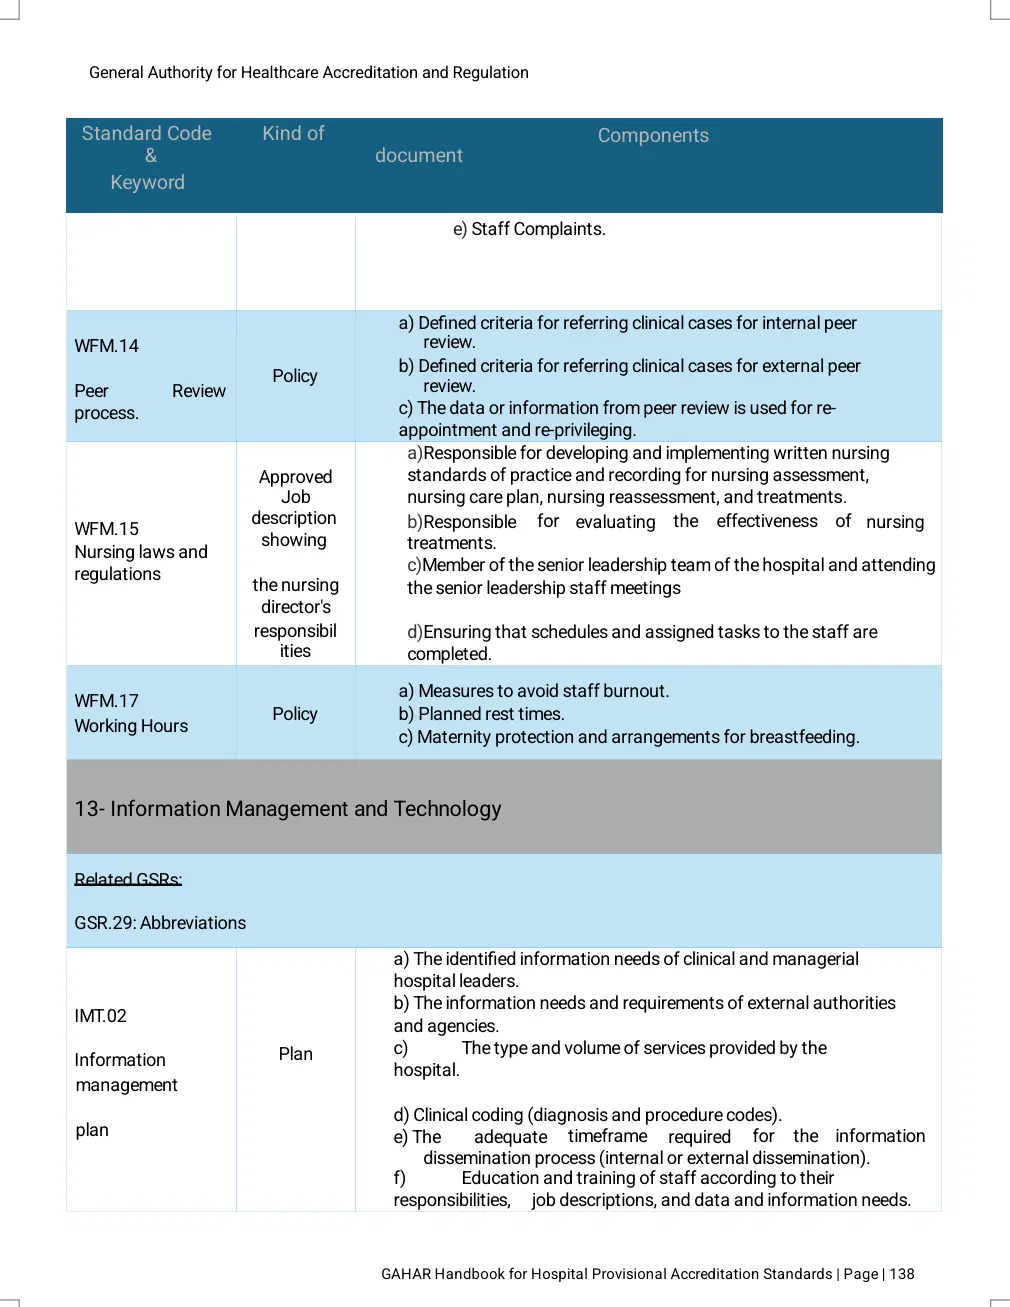 General Authority for Healthcare Accreditation and Regulation
Standard Code
&
Keyword
Kind of
document
Components
e) Staff Complaints.
WFM.14
Peer Review
process.
Policy
a) Defined criteria for referring clinical cases for internal peer
review.
b) Defined criteria for referring clinical cases for external peer
review.
c) The data or information from peer review is used for re-
appointment and re-privileging.
WFM.15
Nursing laws and
regulations
Approved
Job
description
showing
the nursing
director's
responsibil
ities
a)Responsible for developing and implementing written nursing
standards of practice and recording for nursing assessment,
nursing care plan, nursing reassessment, and treatments.
b)Responsible for evaluating the effectiveness of nursing
treatments.
c)Member of the senior leadership team of the hospital and attending
the senior leadership staff meetings
d)Ensuring that schedules and assigned tasks to the staff are
completed.
WFM.17
Working Hours
Policy
a) Measures to avoid staff burnout.
b) Planned rest times.
c) Maternity protection and arrangements for breastfeeding.
13- Information Management and Technology
Related GSRs:
GSR.29: Abbreviations
IMT.02
Information
management
plan
Plan
a) The identified information needs of clinical and managerial
hospital leaders.
b) The information needs and requirements of external authorities
and agencies.
c) The type and volume of services provided by the
hospital.
d) Clinical coding (diagnosis and procedure codes).
e) The adequate timeframe required for the information
dissemination process (internal or external dissemination).
f) Education and training of staff according to their
responsibilities, job descriptions, and data and information needs.
GAHAR Handbook for Hospital Provisional Accreditation Standards | Page | 138